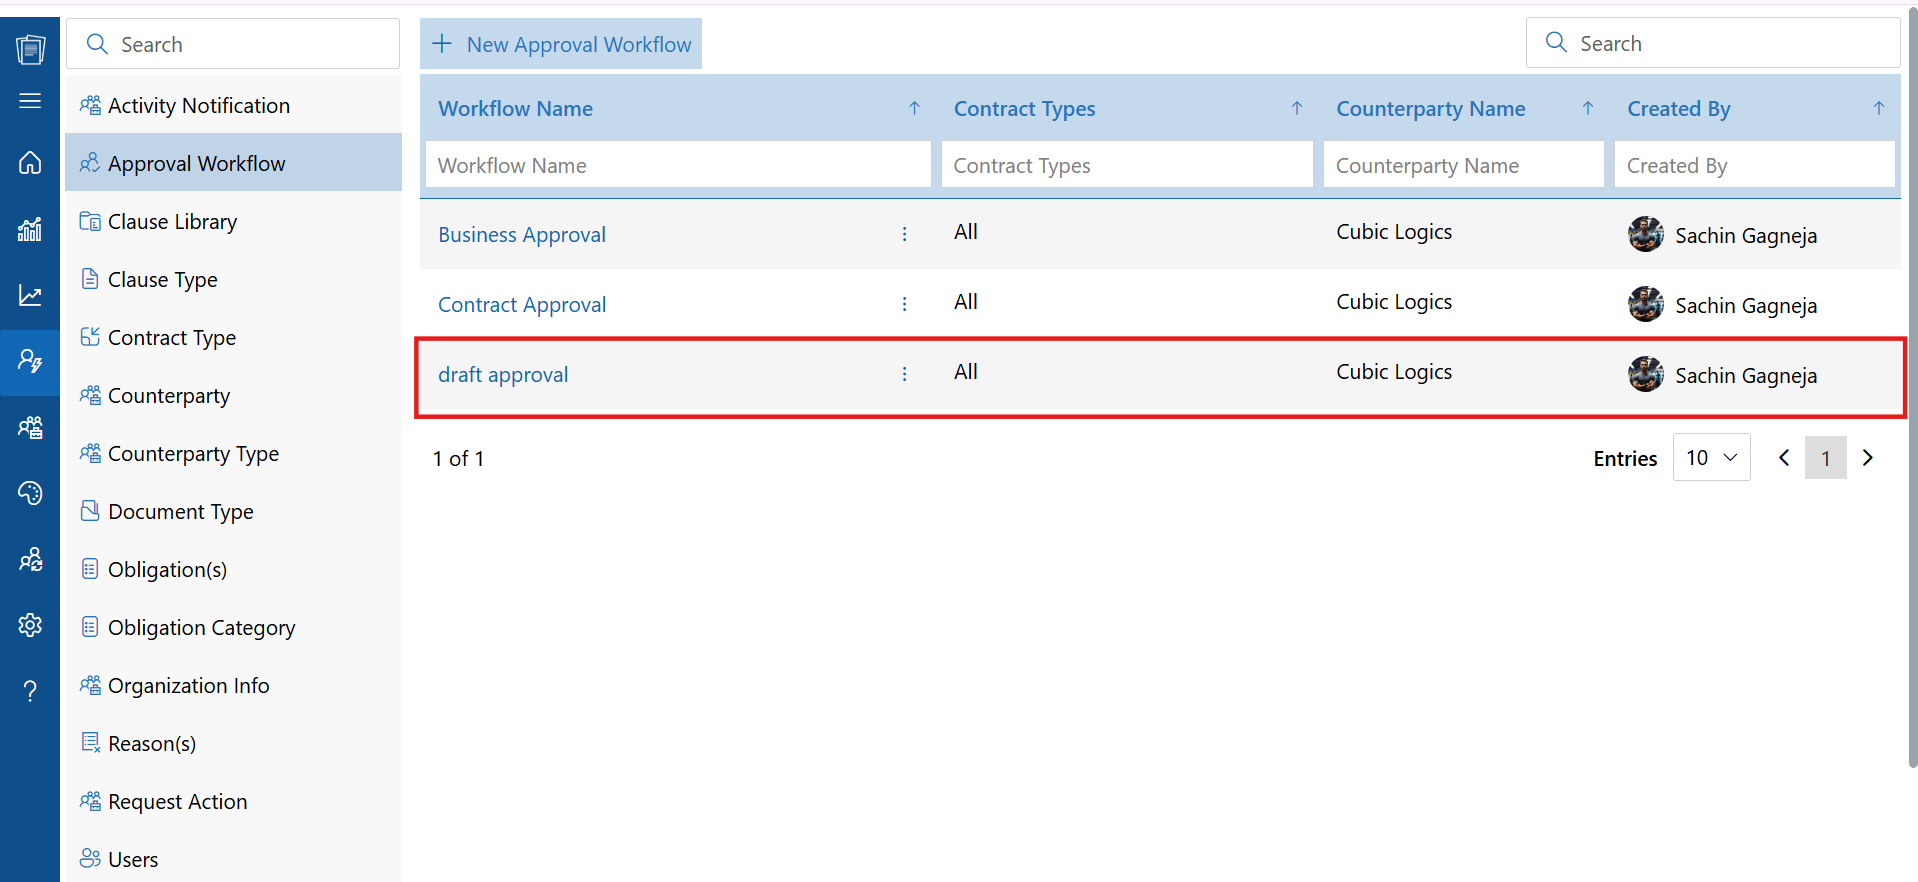 Search
Activity Notification
Approval Workflow
Clause Library
Clause Type
Contract Type
Counterparty
Counterparty Type
Document Type
Obligation(s)
Obligation Category
Organization Info
Reason(s)
Request Action
Users
New Approval Workflow
Search
Workflow Name Contract Types Counterparty Name Created By
Workflow Name Contract Types Counterparty Name Created By
Business Approval All Cubic Logics Sachin Gagneja
Contract Approval All Cubic Logics Sachin Gagneja
draft approval All Cubic Logics Sachin Gagneja
1 of 1 Entries 10 1